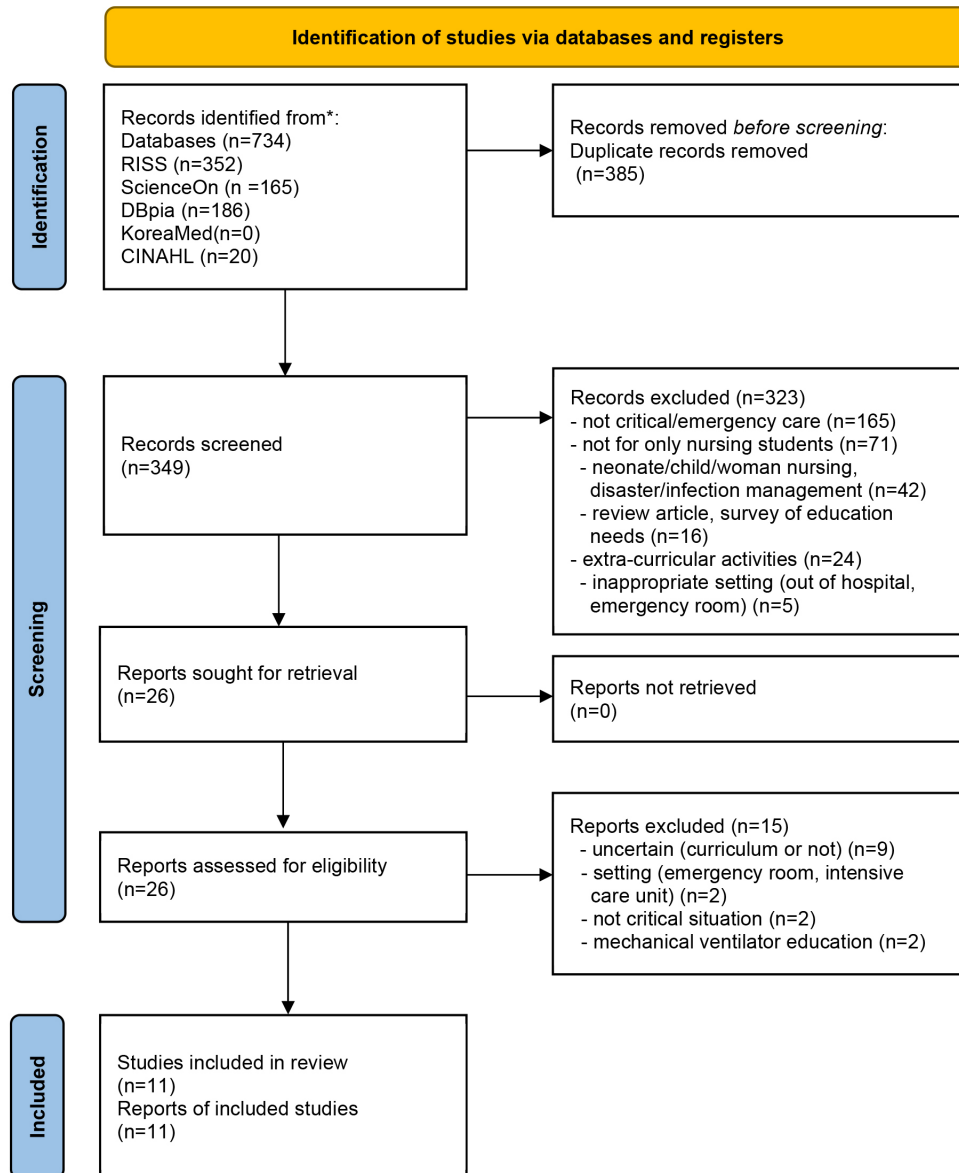 Identification of studies via databases and registers
Identification
Records identified from*:
Databases (n=734)
RISS (n=352)
ScienceOn (n =165)
DBpia (n=186)
KoreaMed(n=0)
CINAHL (n=20)
Records removed before screening:
Duplicate records removed
(n=385)
Screening
Records screened
(n=349)
Records excluded (n=323)
- not critical/emergency care (n=165)
- not for only nursing students (n=71)
- neonate/child/woman nursing,
disaster/infection management (n=42)
- review article, survey of education
needs (n=16)
- extra-curricular activities (n=24)
- inappropriate setting (out of hospital,
emergency room) (n=5)
Reports sought for retrieval
(n=26)
Reports not retrieved
(n=0)
Reports assessed for eligibility
(n=26)
Reports excluded (n=15)
- uncertain (curriculum or not) (n=9)
- setting (emergency room, intensive
care unit) (n=2)
- not critical situation (n=2)
- mechanical ventilator education (n=2)
Included
Studies included in review
(n=11)
Reports of included studies
(n=11)